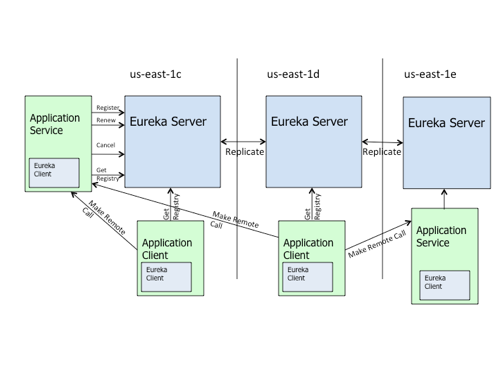 us-east-1c
us-east-1d
us-east-1e
Application
Service
Eureka
Client
Register
Renew
Cancel
Get
Registry
Eureka Server
Replicate
Eureka Server
Replicate
Eureka Server
Make Remote
Call
Get
Registry
Make Remote
Call
Get
Registry
Make Remote Call
Application
Client
Eureka
Client
Application
Client
Eureka
Client
Application
Service
Eureka
Client